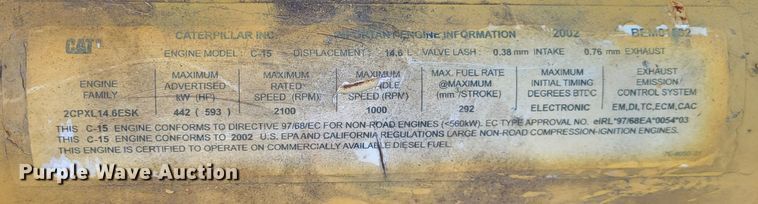 CAT CATERPILLAR INC. IMPORTANT ENGINE INFORMATION 2002
ENGINE MODEL: C-15 DISPLACEMENT: 14.6 L VALVE LASH: 0.38 mm INTAKE 0.76 mm EXHAUST
ENGINE FAMILY MAXIMUM ADVERTISED kW (HP) MAXIMUM RATED SPEED (RPM) MAXIMUM IDLE SPEED (RPM) MAX. FUEL RATE @MAXIMUM (mm³/STROKE) MAXIMUM INITIAL TIMING DEGREES BTDC EXHAUST EMISSION CONTROL SYSTEM
2CPXL14.6ESK 442 ( 593 ) 2100 1000 292 ELECTRONIC EM,DI,TC,ECM,CAC
THIS C-15 ENGINE CONFORMS TO DIRECTIVE 97/68/EC FOR NON-ROAD ENGINES (<560kW). EC TYPE APPROVAL NO. eIRL*97/68EA*0054*03
THIS C-15 ENGINE CONFORMS TO 2002 U.S. EPA AND CALIFORNIA REGULATIONS LARGE NON-ROAD COMPRESSION-IGNITION ENGINES.
THIS ENGINE IS CERTIFIED TO OPERATE ON COMMERCIALLY AVAILABLE DIESEL FUEL.
Purple Wave Auction